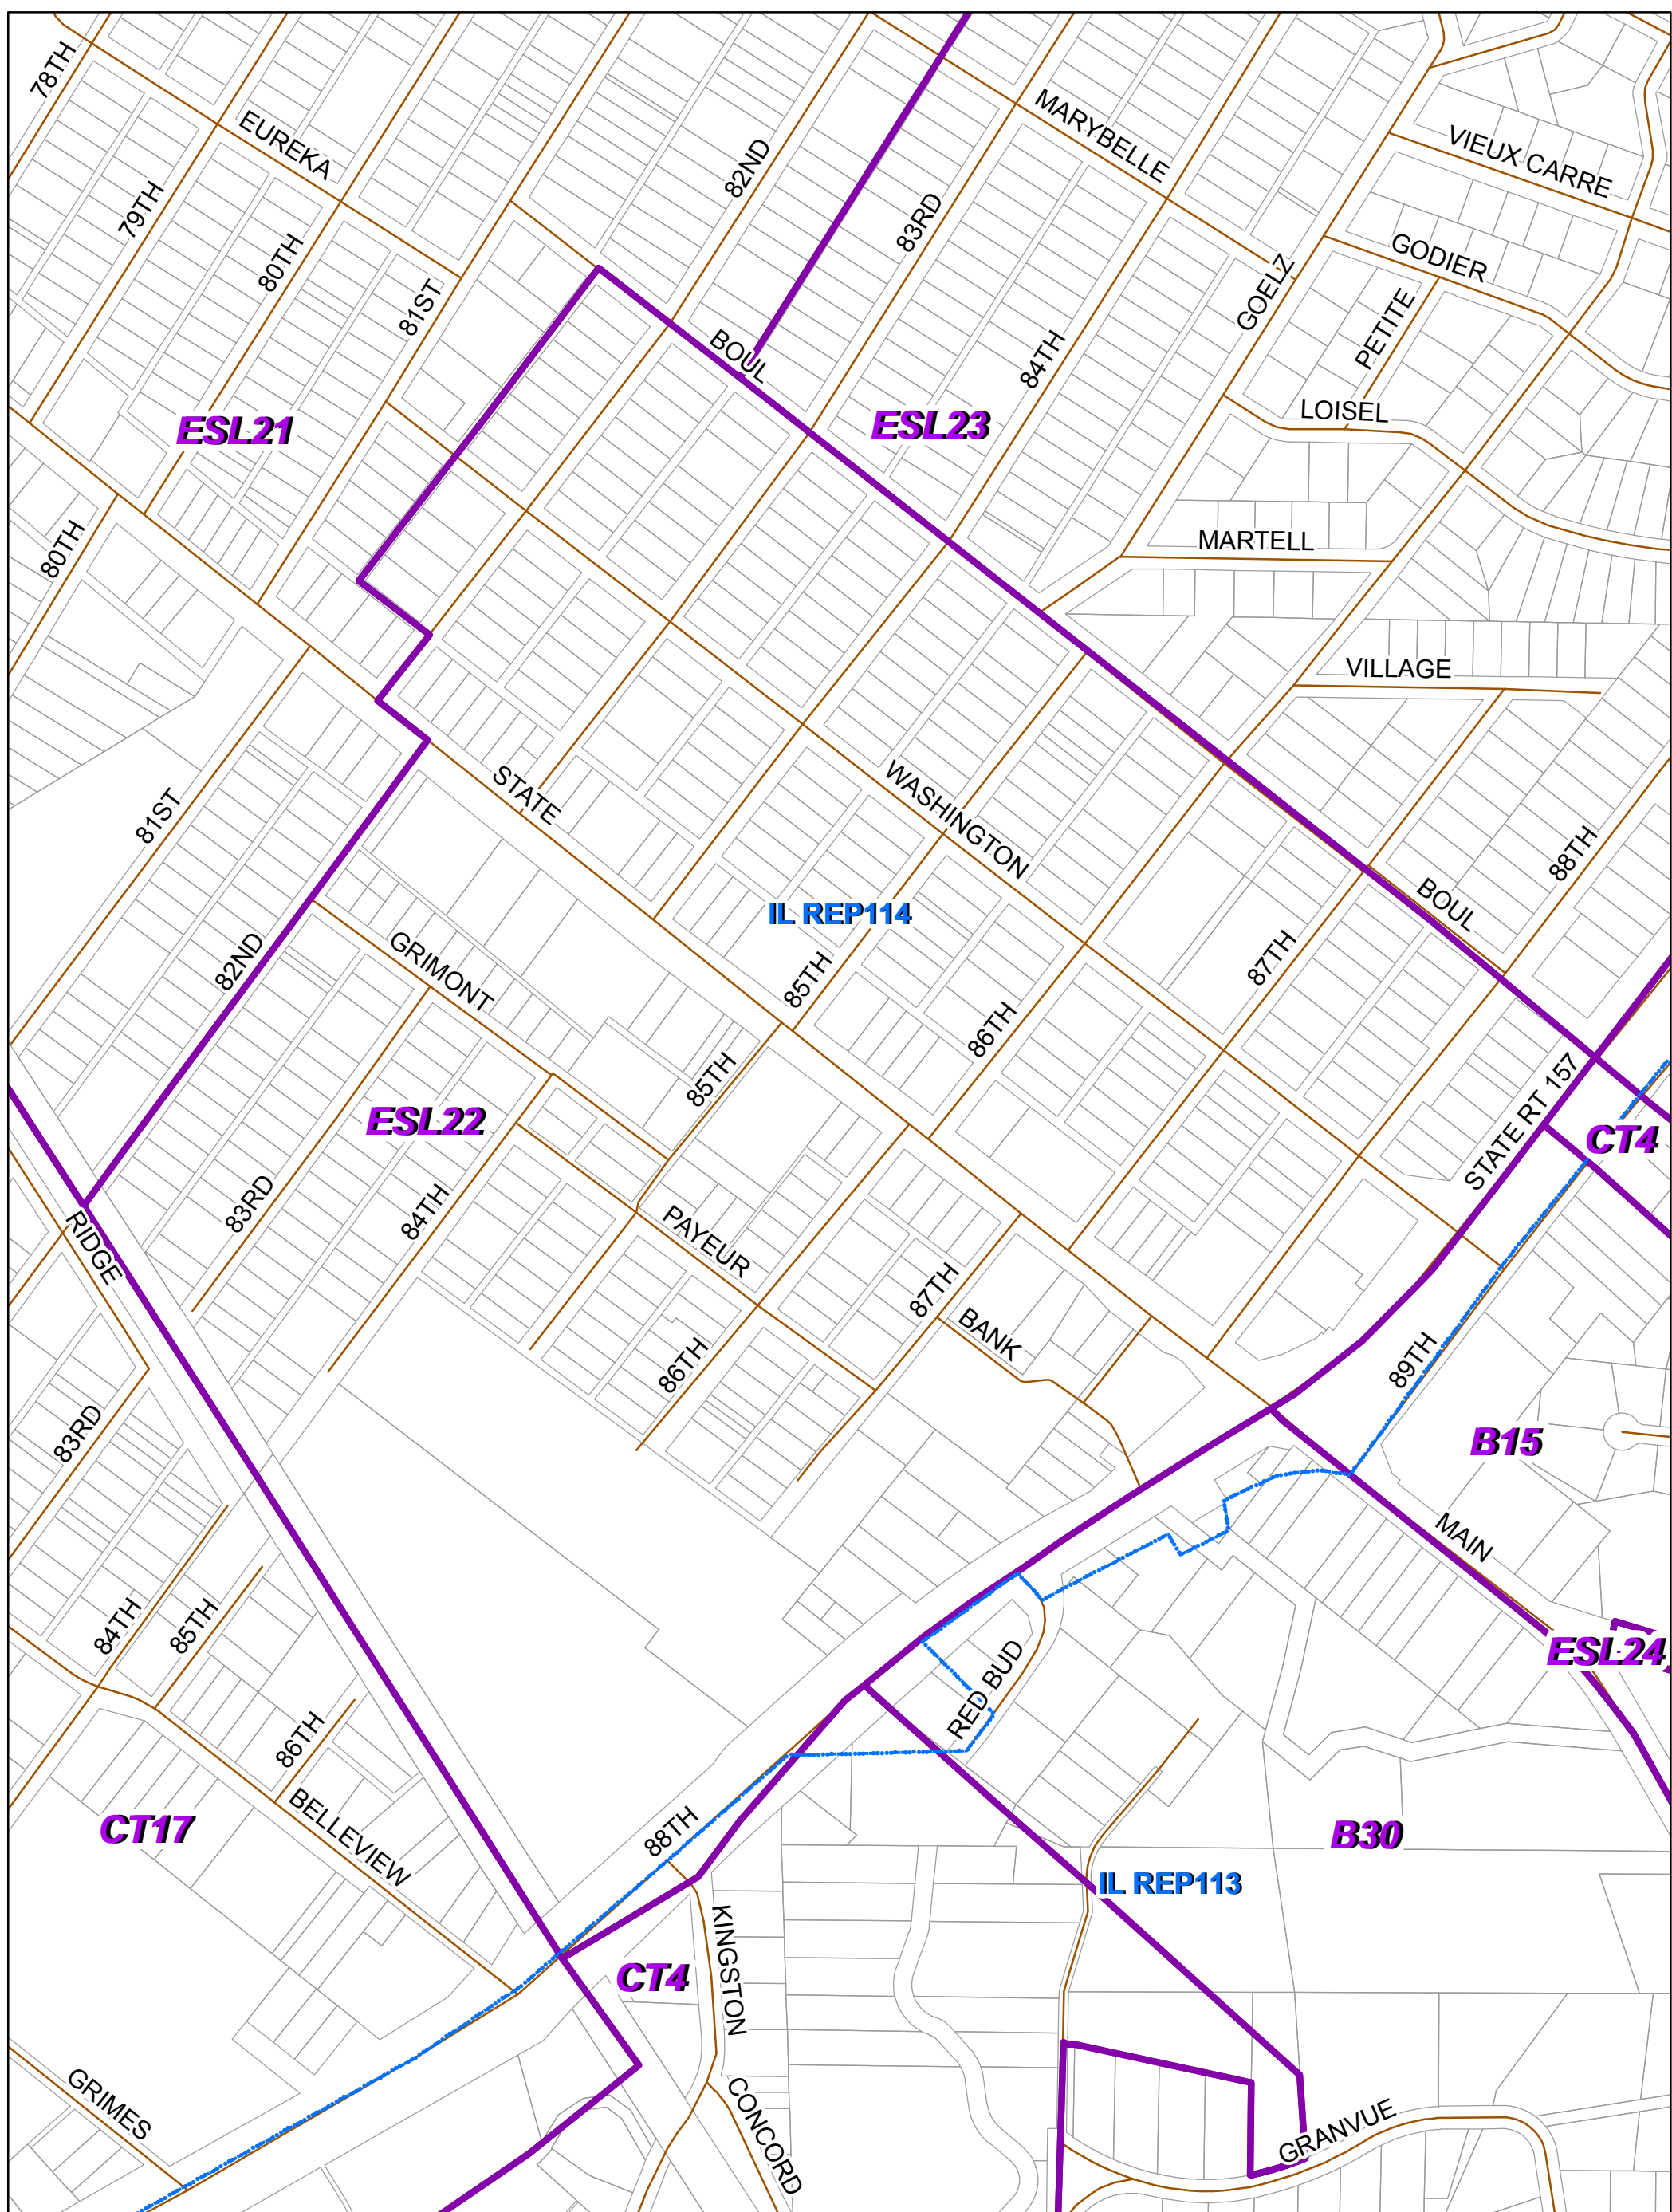 78TH
EUREKA
79TH
80TH
81ST
82ND
83RD
MARYBELLE
VIEUX CARRE
GODIER
GOELZ
PETITE
84TH
BOUL
LOISEL
ESL21
ESL23
80TH
MARTELL
VILLAGE
81ST
STATE
WASHINGTON
88TH
BOUL
IL REP114
82ND
GRIMONT
85TH
87TH
86TH
85TH
STATE RT 157
ESL22
CT4
83RD
84TH
RIDGE
PAYEUR
87TH
BANK
86TH
89TH
83RD
B15
MAIN
84TH
85TH
ESL24
RED BUD
86TH
BELLEVIEW
CT17
88TH
B30
IL REP113
KINGSTON
CT4
GRIMES
CONCORD
GRANVUE